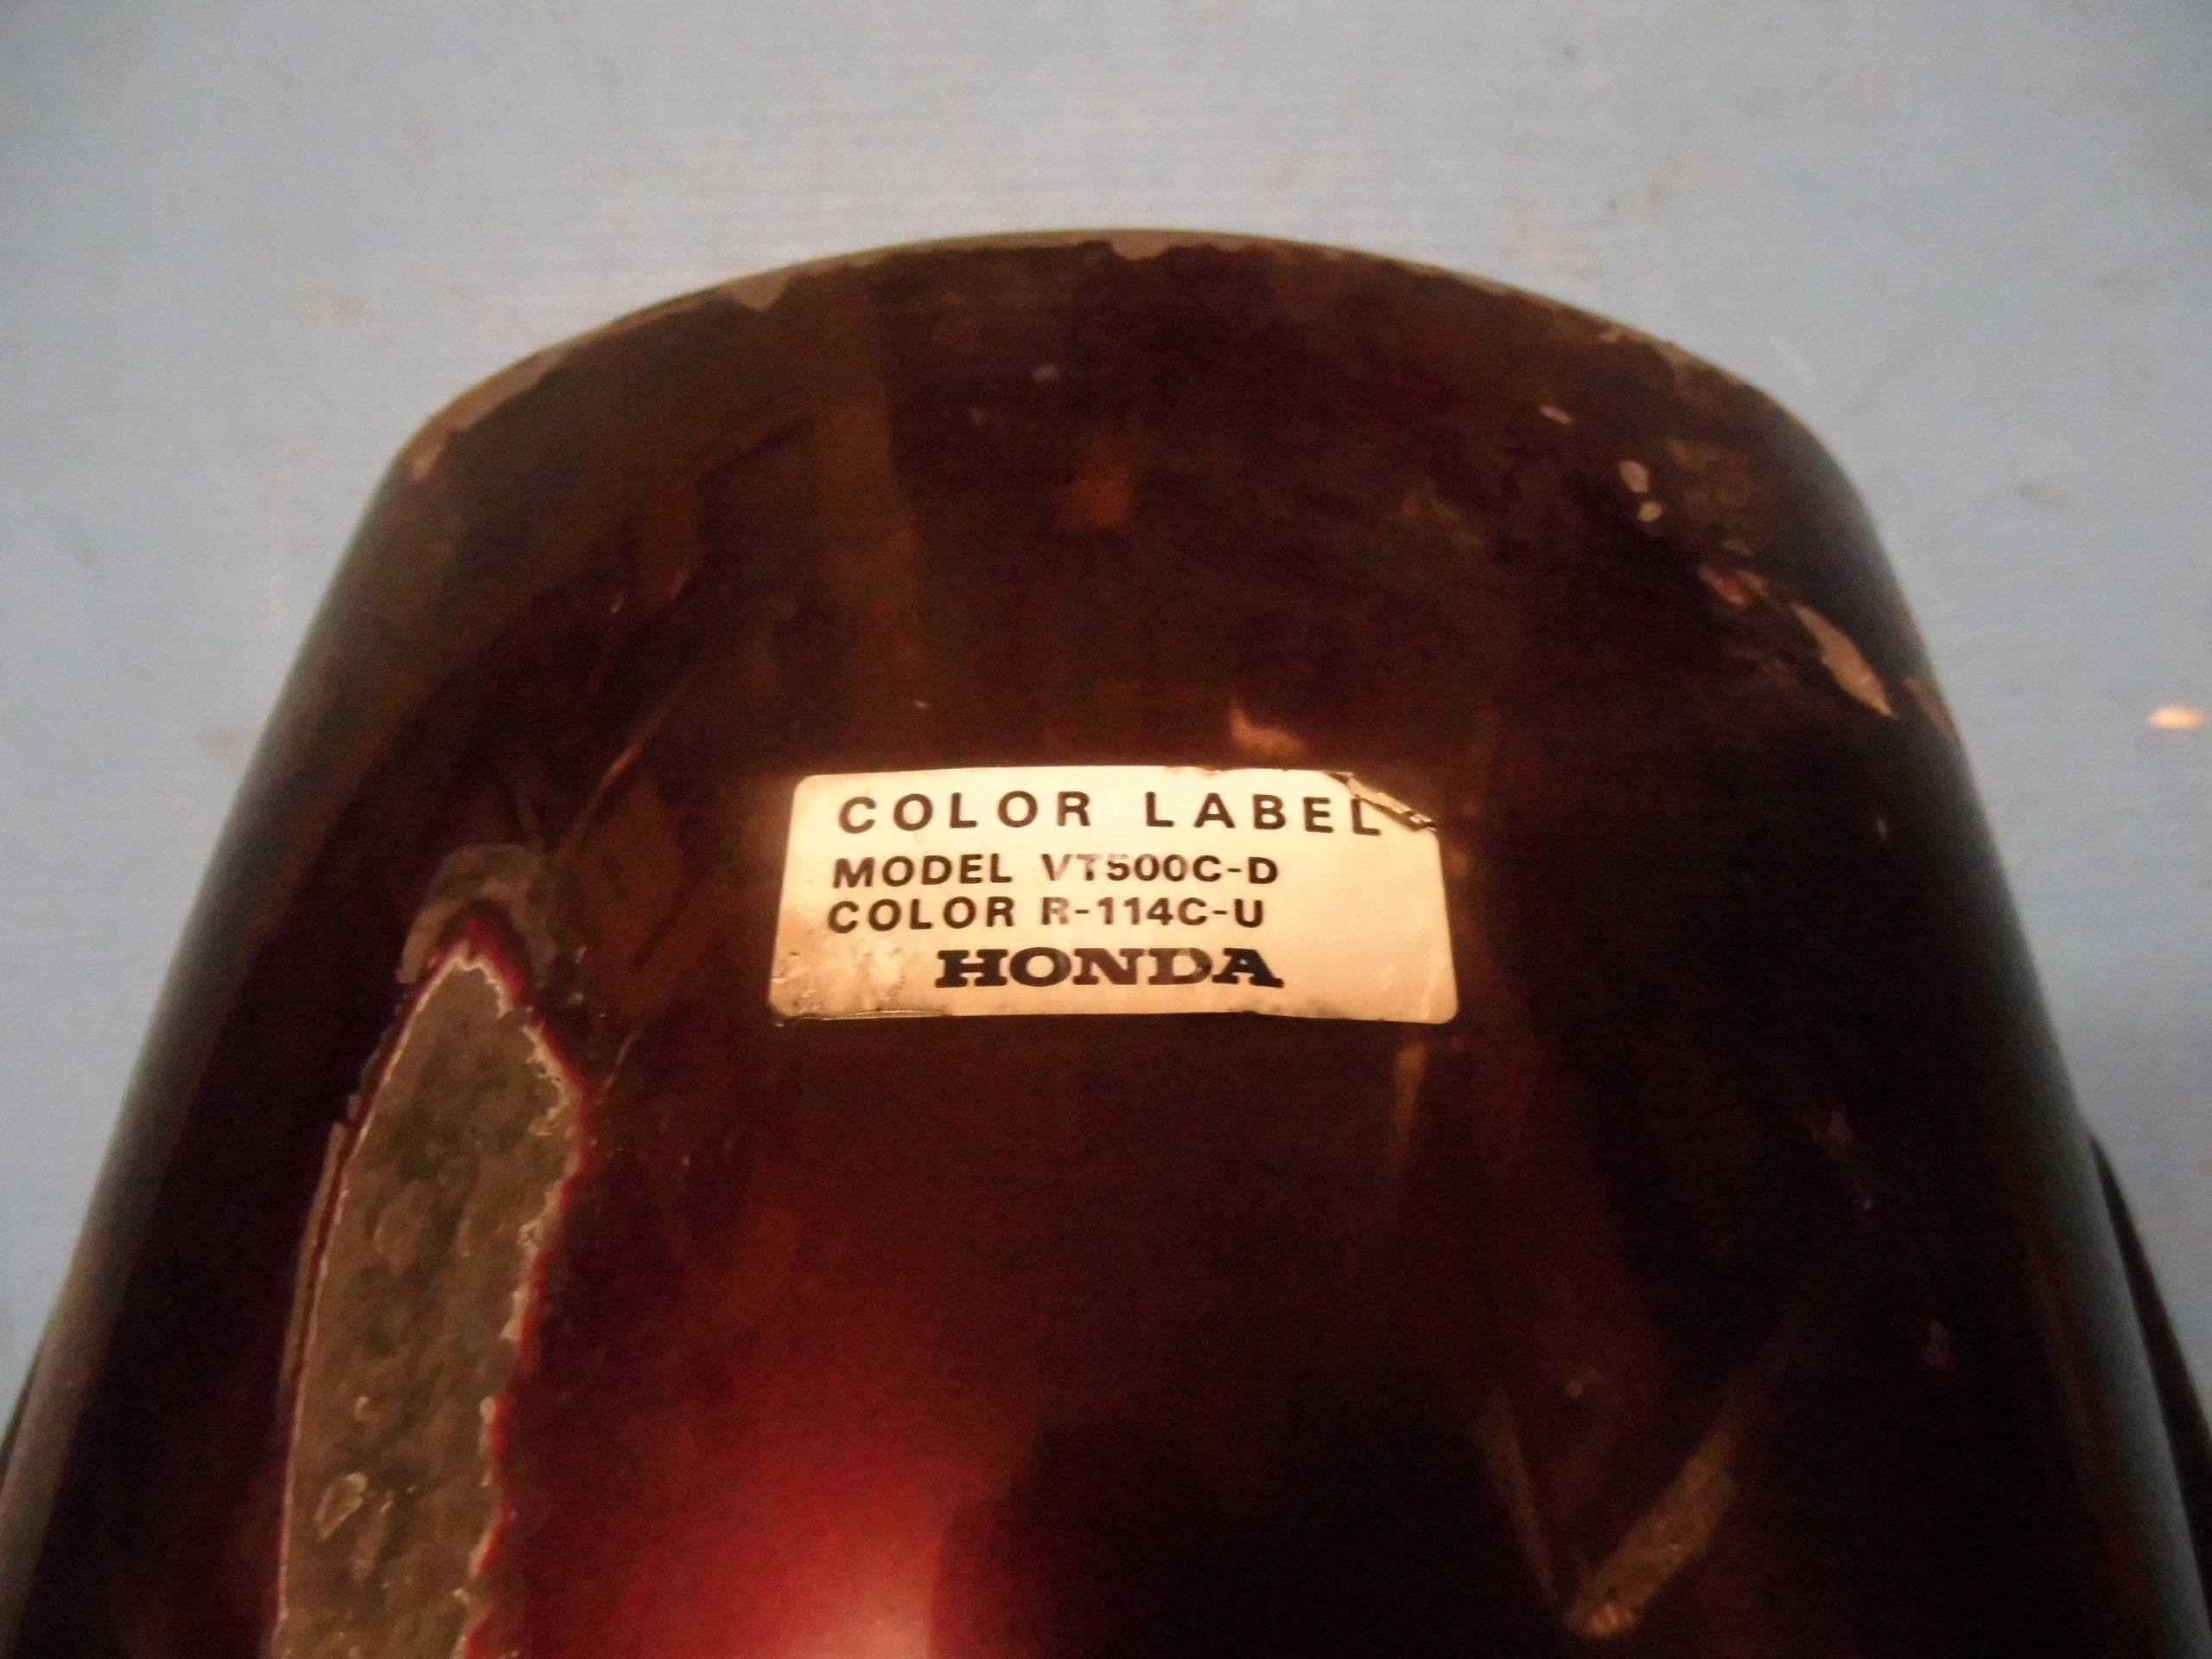 COLOR LABEL
MODEL VT500C-D
COLOR R-114C-U
HONDA